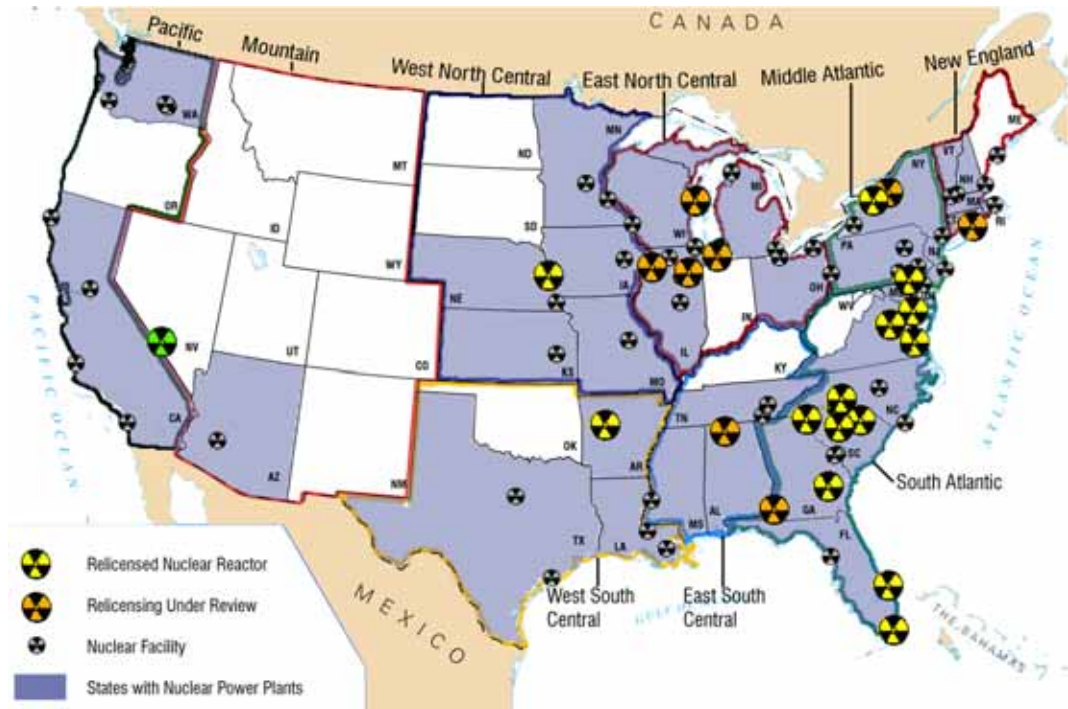 CANADA
Pacific
Mountain
West North Central
East North Central
Middle Atlantic
New England
WA
OR
MT
ID
WY
NV
UT
CO
CA
AZ
NM
ND
SD
NE
KS
MN
IA
MO
WI
MI
IL
IN
OH
KY
WV
PA
NY
VT
NH
ME
MA
RI
NJ
OK
AR
TX
LA
TN
MS
AL
GA
SC
NC
FL
PACIFIC OCEAN
ATLANTIC OCEAN
South Atlantic
West South
Central
East South
Central
MEXICO
THE BAHAMAS
Relicensed Nuclear Reactor
Relicensing Under Review
Nuclear Facility
States with Nuclear Power Plants